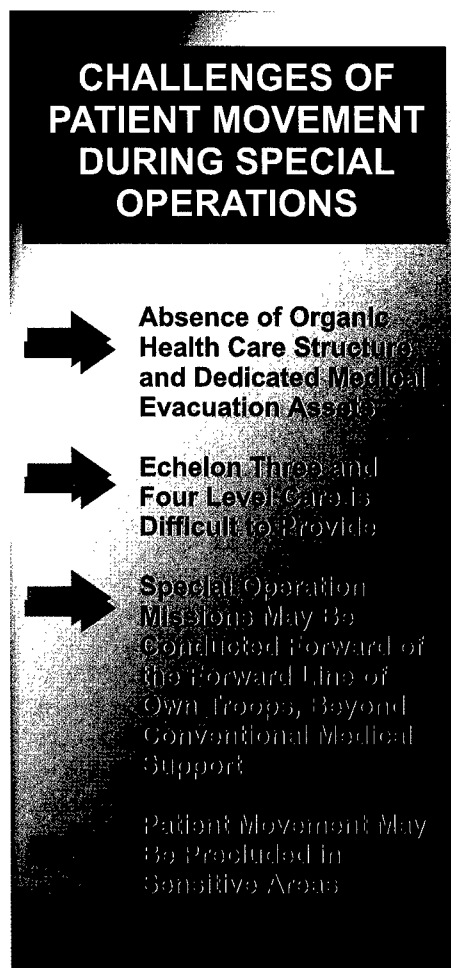 CHALLENGES OF
PATIENT MOVEMENT
DURING SPECIAL
OPERATIONS
Absence of Organic
Health Care Structure
and Dedicated Medical
Evacuation Assets
Echelon Three and
Four Level Care is
Difficult to Provide
Special Operation
Missions May Be
Conducted Forward of
the Forward Line of
Own Troops, Beyond
Conventional Medical
Support
Patient Movement May
Be Precluded in
Sensitive Areas